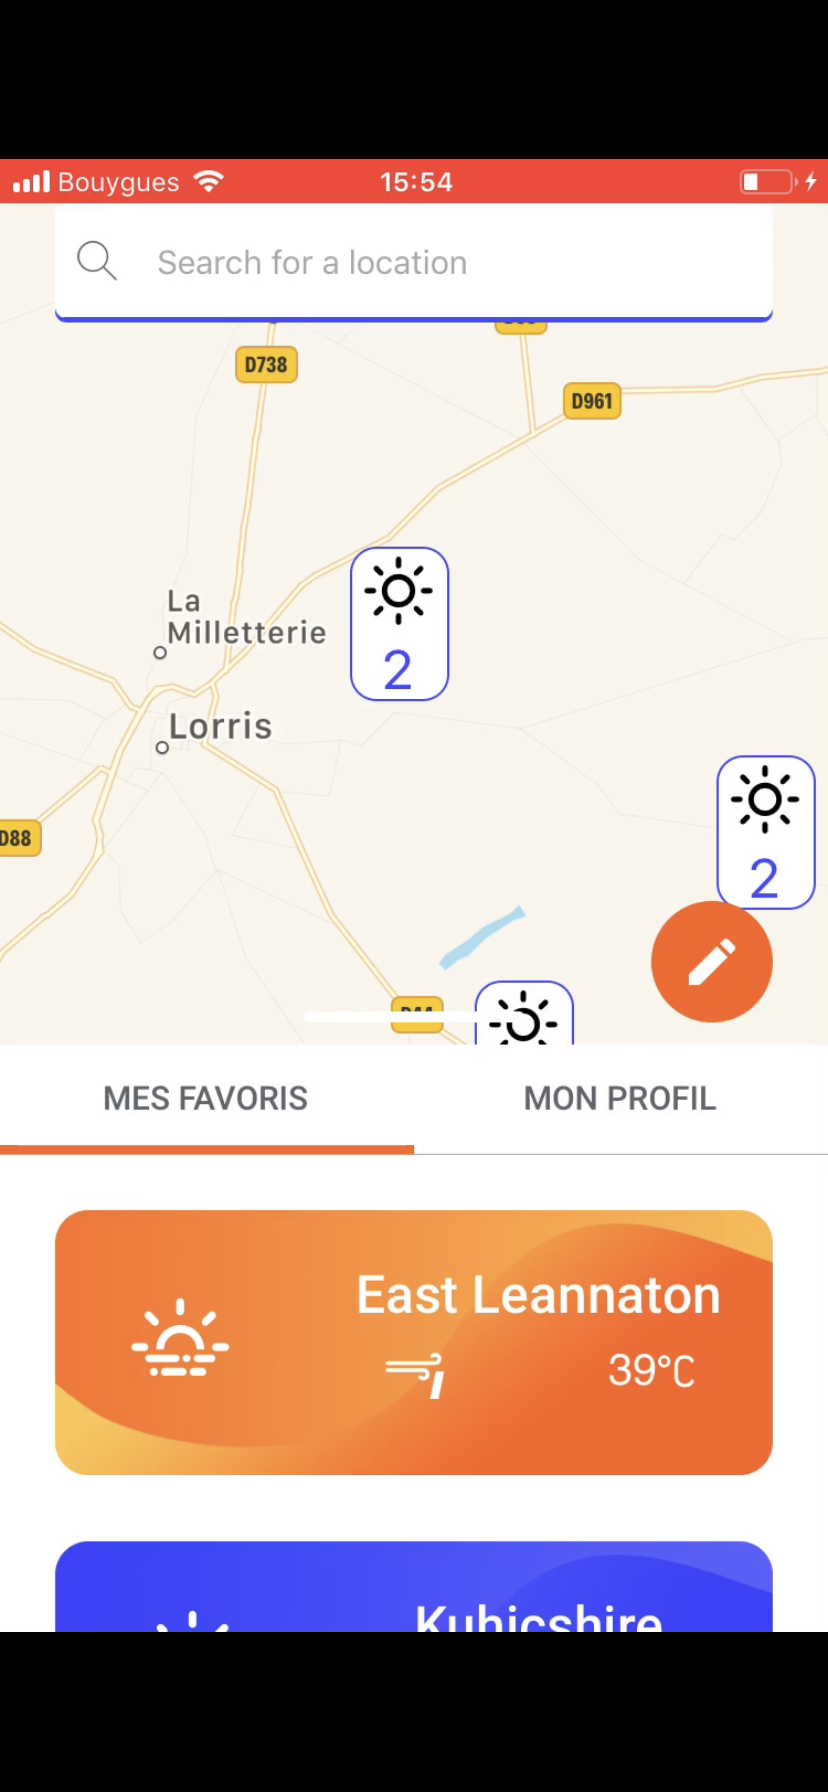 Bouygues 15:54
Search for a location
D738
D961
La
Milletterie
2
Lorris
2
D88
MES FAVORIS MON PROFIL
East Leannaton
39°C
Kuhicshire